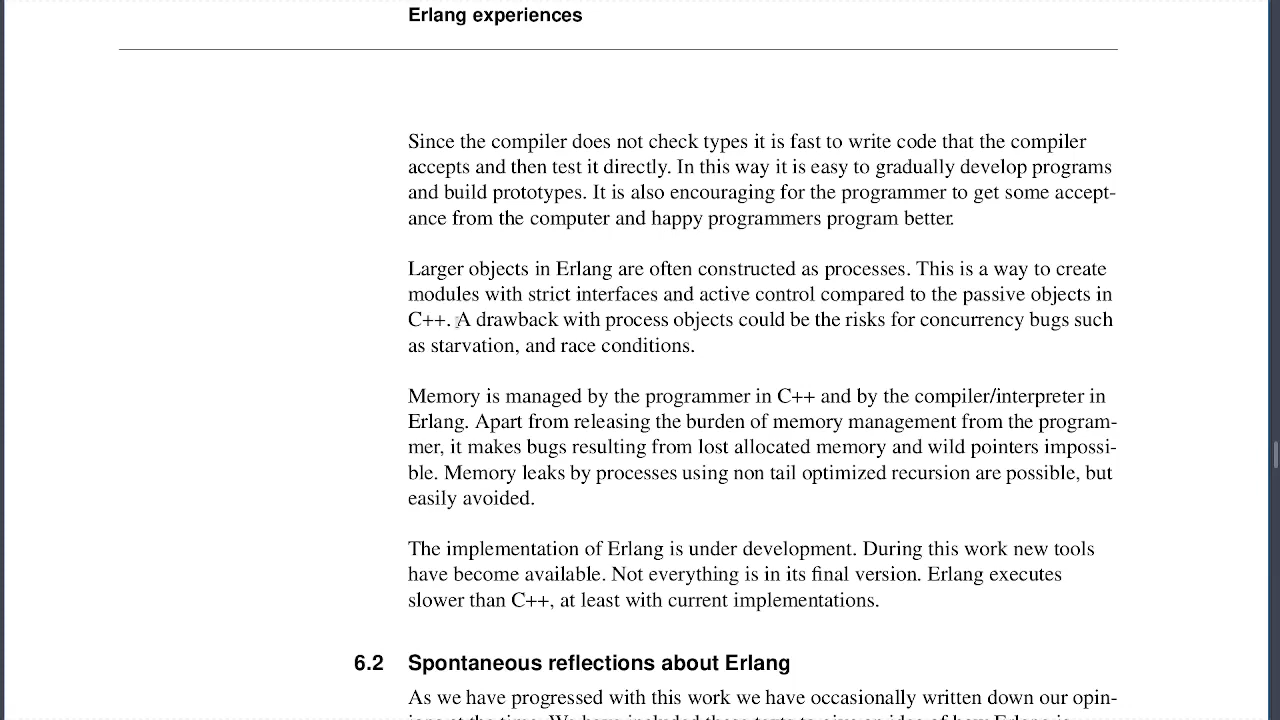 Erlang experiences
Since the compiler does not check types it is fast to write code that the compiler
accepts and then test it directly. In this way it is easy to gradually develop programs
and build prototypes. It is also encouraging for the programmer to get some accept-
ance from the computer and happy programmers program better.
Larger objects in Erlang are often constructed as processes. This is a way to create
modules with strict interfaces and active control compared to the passive objects in
C++. A drawback with process objects could be the risks for concurrency bugs such
as starvation, and race conditions.
Memory is managed by the programmer in C++ and by the compiler/interpreter in
Erlang. Apart from releasing the burden of memory management from the program-
mer, it makes bugs resulting from lost allocated memory and wild pointers impossi-
ble. Memory leaks by processes using non tail optimized recursion are possible, but
easily avoided.
The implementation of Erlang is under development. During this work new tools
have become available. Not everything is in its final version. Erlang executes
slower than C++, at least with current implementations.
6.2 Spontaneous reflections about Erlang
As we have progressed with this work we have occasionally written down our opin-